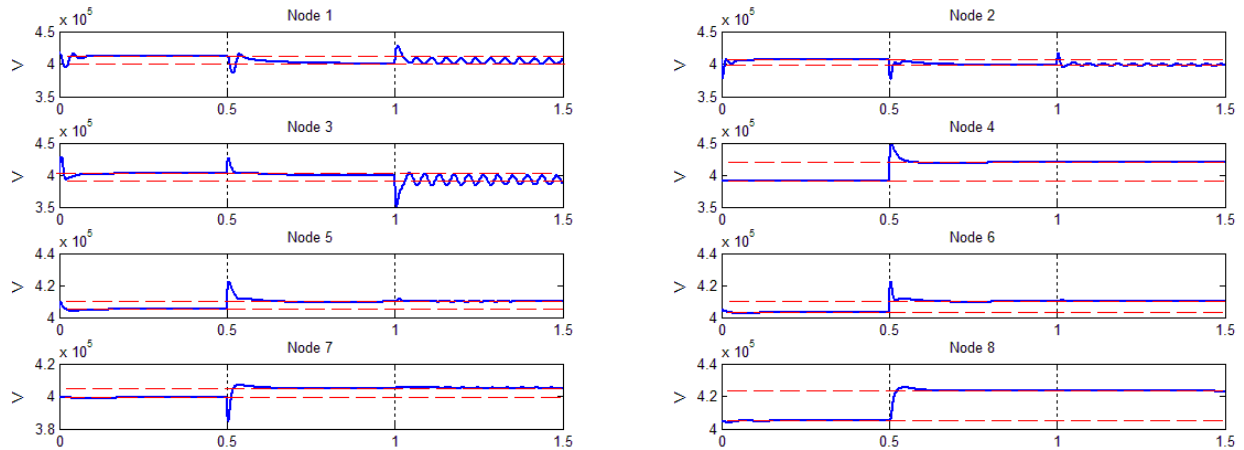 x 10^5 Node 1
4.5
4
3.5
V
0 0.5 1 1.5
x 10^5 Node 2
4.5
4
3.5
V
0 0.5 1 1.5
x 10^5 Node 3
4.5
4
3.5
V
0 0.5 1 1.5
x 10^5 Node 4
4.5
4
3.5
V
0 0.5 1 1.5
x 10^5 Node 5
4.4
4.2
4
V
0 0.5 1 1.5
x 10^5 Node 6
4.4
4.2
4
V
0 0.5 1 1.5
x 10^5 Node 7
4.2
4
3.8
V
0 0.5 1 1.5
x 10^5 Node 8
4.4
4.2
4
V
0 0.5 1 1.5